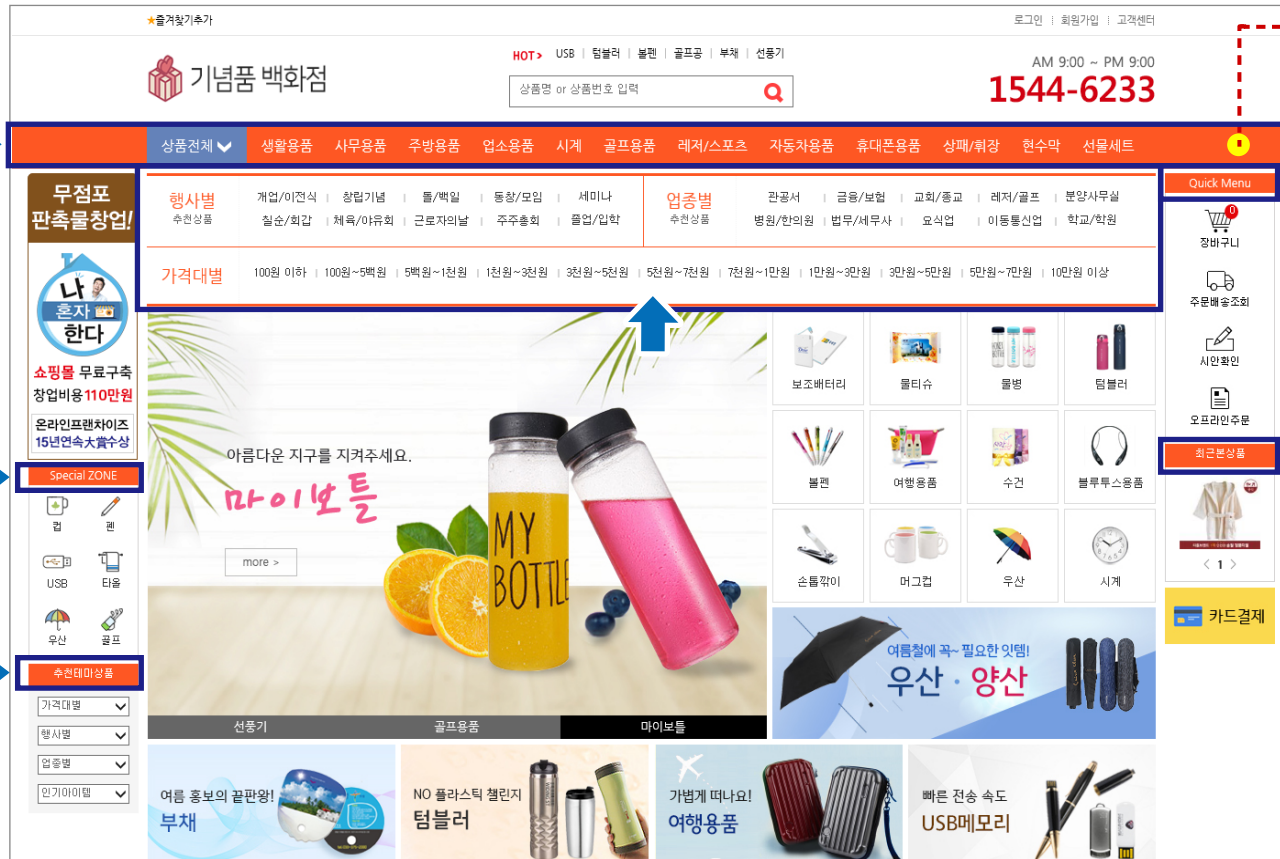 ★즐겨찾기추가
로그인 | 회원가입 | 고객센터
기념품 백화점
HOT> USB | 텀블러 | 볼펜 | 골프공 | 부채 | 선풍기
상품명 or 상품번호 입력
AM 9:00 ~ PM 9:00
1544-6233
상품전체 생활용품 사무용품 주방용품 업소용품 시계 골프용품 레저/스포츠 자동차용품 휴대폰용품 상패/휘장 현수막 선물세트
무점포
판촉물창업!
나
혼자
한다
쇼핑몰 무료구축
창업비용110만원
온라인프랜차이즈
15년연속大賞수상
Special ZONE
컵 펜
USB 타올
우산 골프
추천테마상품
가격대별
행사별
업종별
인기아이템
행사별
추천상품
개업/이전식 | 창립기념 | 돌/백일 | 동창/모임 | 세미나
칠순/회갑 | 체육/야유회 | 근로자의날 | 주주총회 | 졸업/입학
업종별
추천상품
관공서 | 금융/보험 | 교회/종교 | 레저/골프 | 분양사무실
병원/한의원 | 법무/세무사 | 요식업 | 이동통신업 | 학교/학원
가격대별
100원 이하 | 100원~5백원 | 5백원~1천원 | 1천원~3천원 | 3천원~5천원 | 5천원~7천원 | 7천원~1만원 | 1만원~3만원 | 3만원~5만원 | 5만원~7만원 | 10만원 이상
아름다운 지구를 지켜주세요.
마이보틀
more >
MY
BOTTLE
선풍기 골프용품 마이보틀
보조배터리 물티슈 물병 텀블러
볼펜 여행용품 수건 블루투스용품
손톱깎이 머그컵 우산 시계
여름철에 꼭~ 필요한 잇템!
우산 · 양산
여름 홍보의 끝판왕!
부채
NO 플라스틱 챌린지
텀블러
가볍게 떠나요!
여행용품
빠른 전송 속도
USB메모리
Quick Menu
0
장바구니
주문배송조회
시안확인
오프라인주문
최근본상품
< 1 >
카드결제